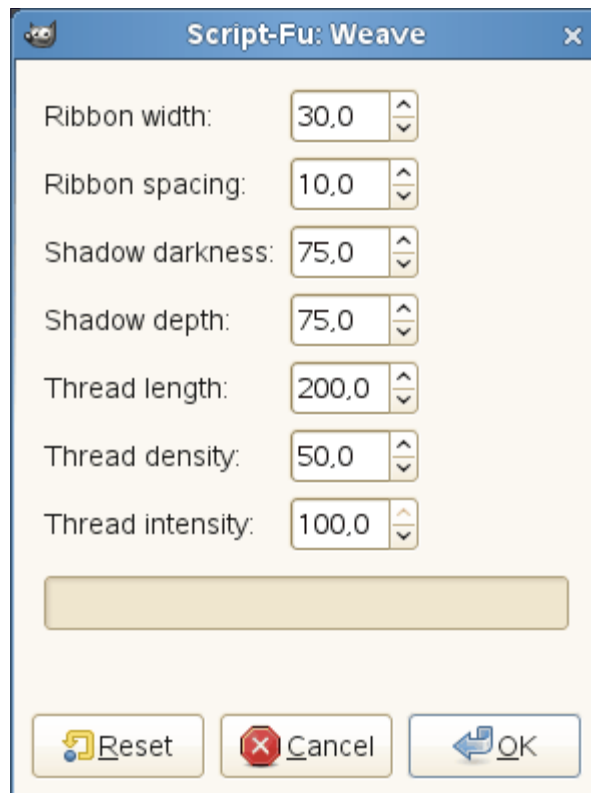 Script-Fu: Weave
Ribbon width: 30,0
Ribbon spacing: 10,0
Shadow darkness: 75,0
Shadow depth: 75,0
Thread length: 200,0
Thread density: 50,0
Thread intensity: 100,0
Reset Cancel OK